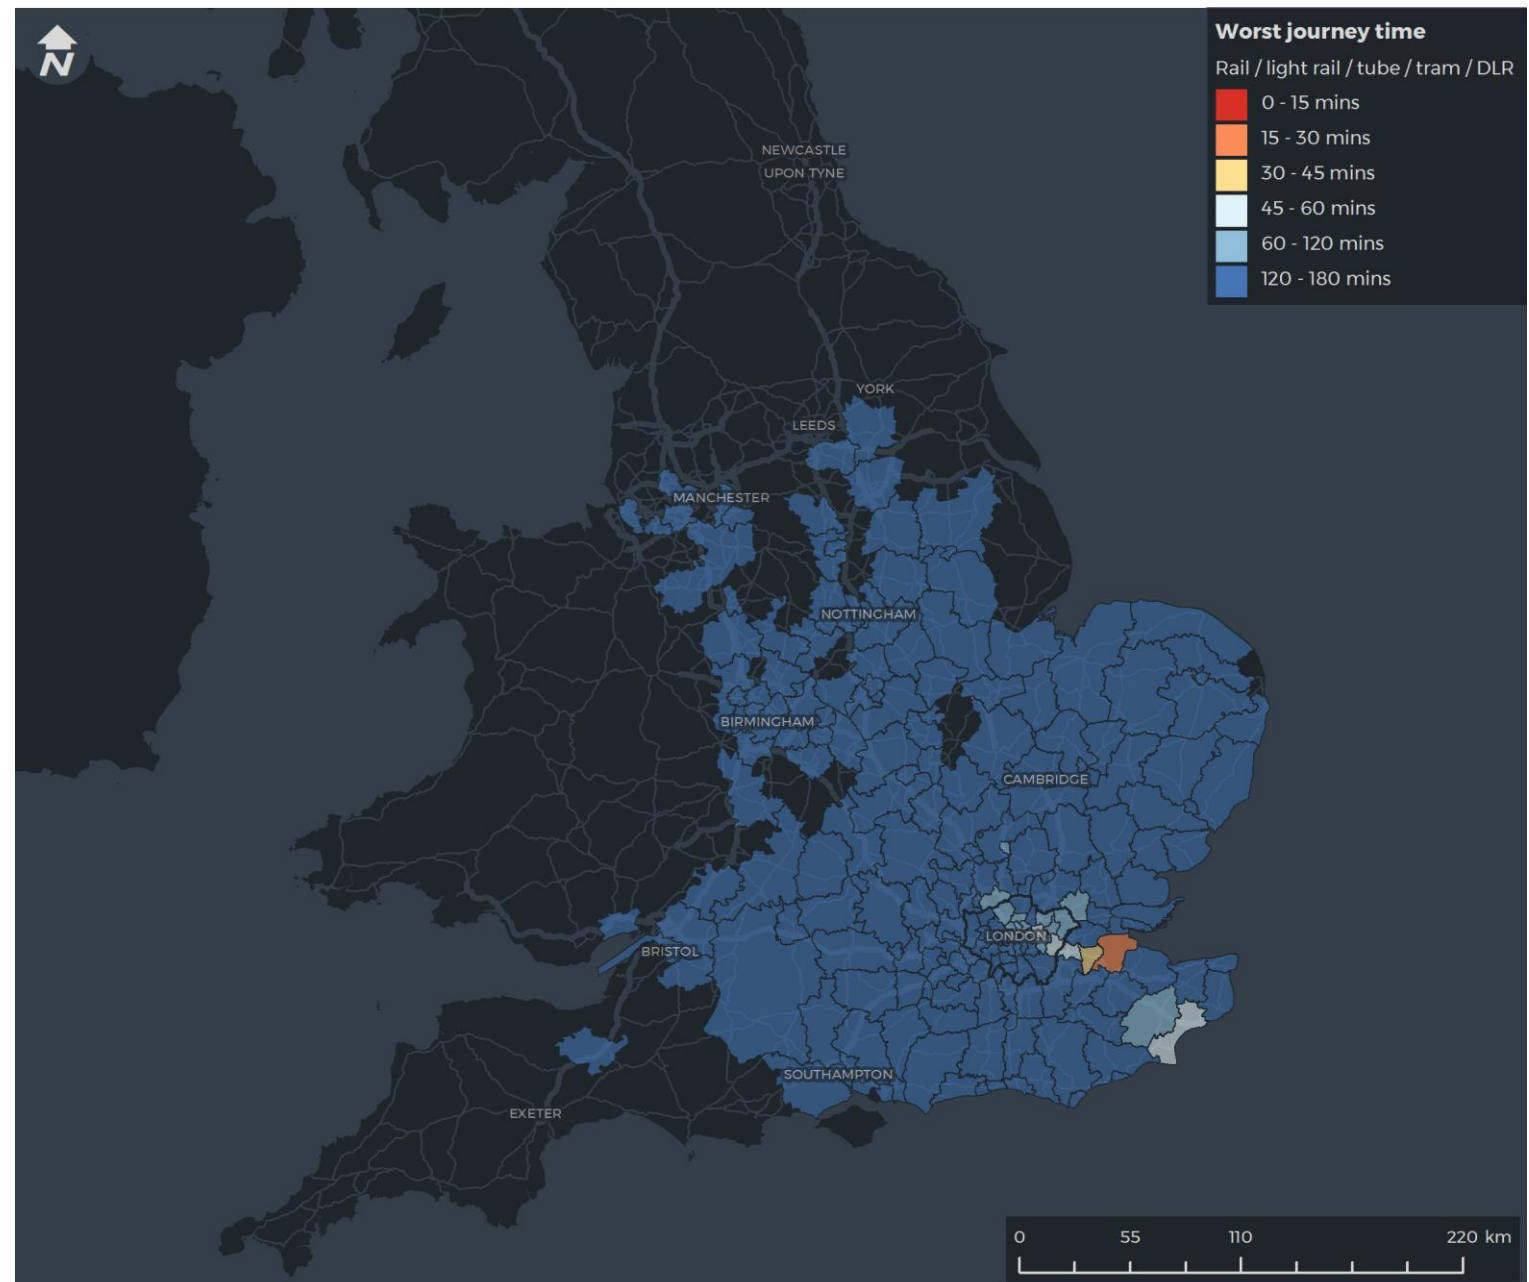 N
Worst journey time
Rail / light rail / tube / tram / DLR
0 - 15 mins
15 - 30 mins
30 - 45 mins
45 - 60 mins
60 - 120 mins
120 - 180 mins
NEWCASTLE
UPON TYNE
YORK
LEEDS
MANCHESTER
NOTTINGHAM
BIRMINGHAM
CAMBRIDGE
LONDON
BRISTOL
SOUTHAMPTON
EXETER
0 55 110 220 km